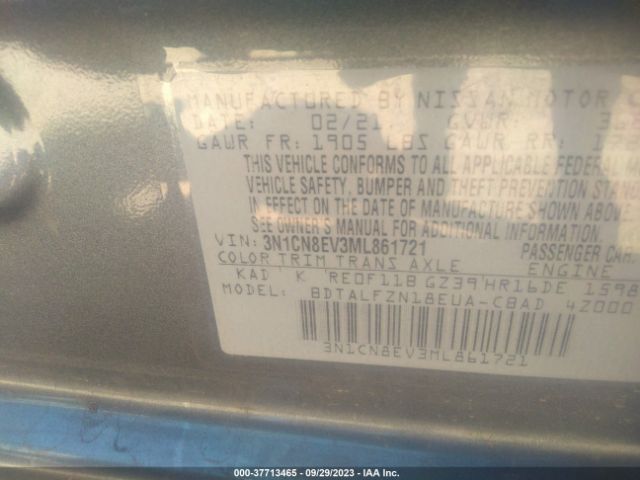 MANUFACTURED BY NISSAN MOTOR
DATE: 02/21 GVWR
GAWR FR: 1905 LBS GAWR RR:
THIS VEHICLE CONFORMS TO ALL APPLICABLE FEDERAL
VEHICLE SAFETY, BUMPER AND THEFT PREVENTION
IN EFFECT ON THE DATE OF MANUFACTURE SHOWN ABOVE
SEE OWNER'S MANUAL FOR ADDITIONAL INFORMATION.
VIN: 3N1CN8EV3ML861721 PASSENGER CAR
COLOR TRIM TRANS AXLE ENGINE
KAD K RE0F11B GZ39 HR16DE 1598
MODEL: BDTALFZN18EUA-CBAD 4Z000
3N1CN8EV3ML861721
000-37713465 - 09/29/2023 - IAA Inc.